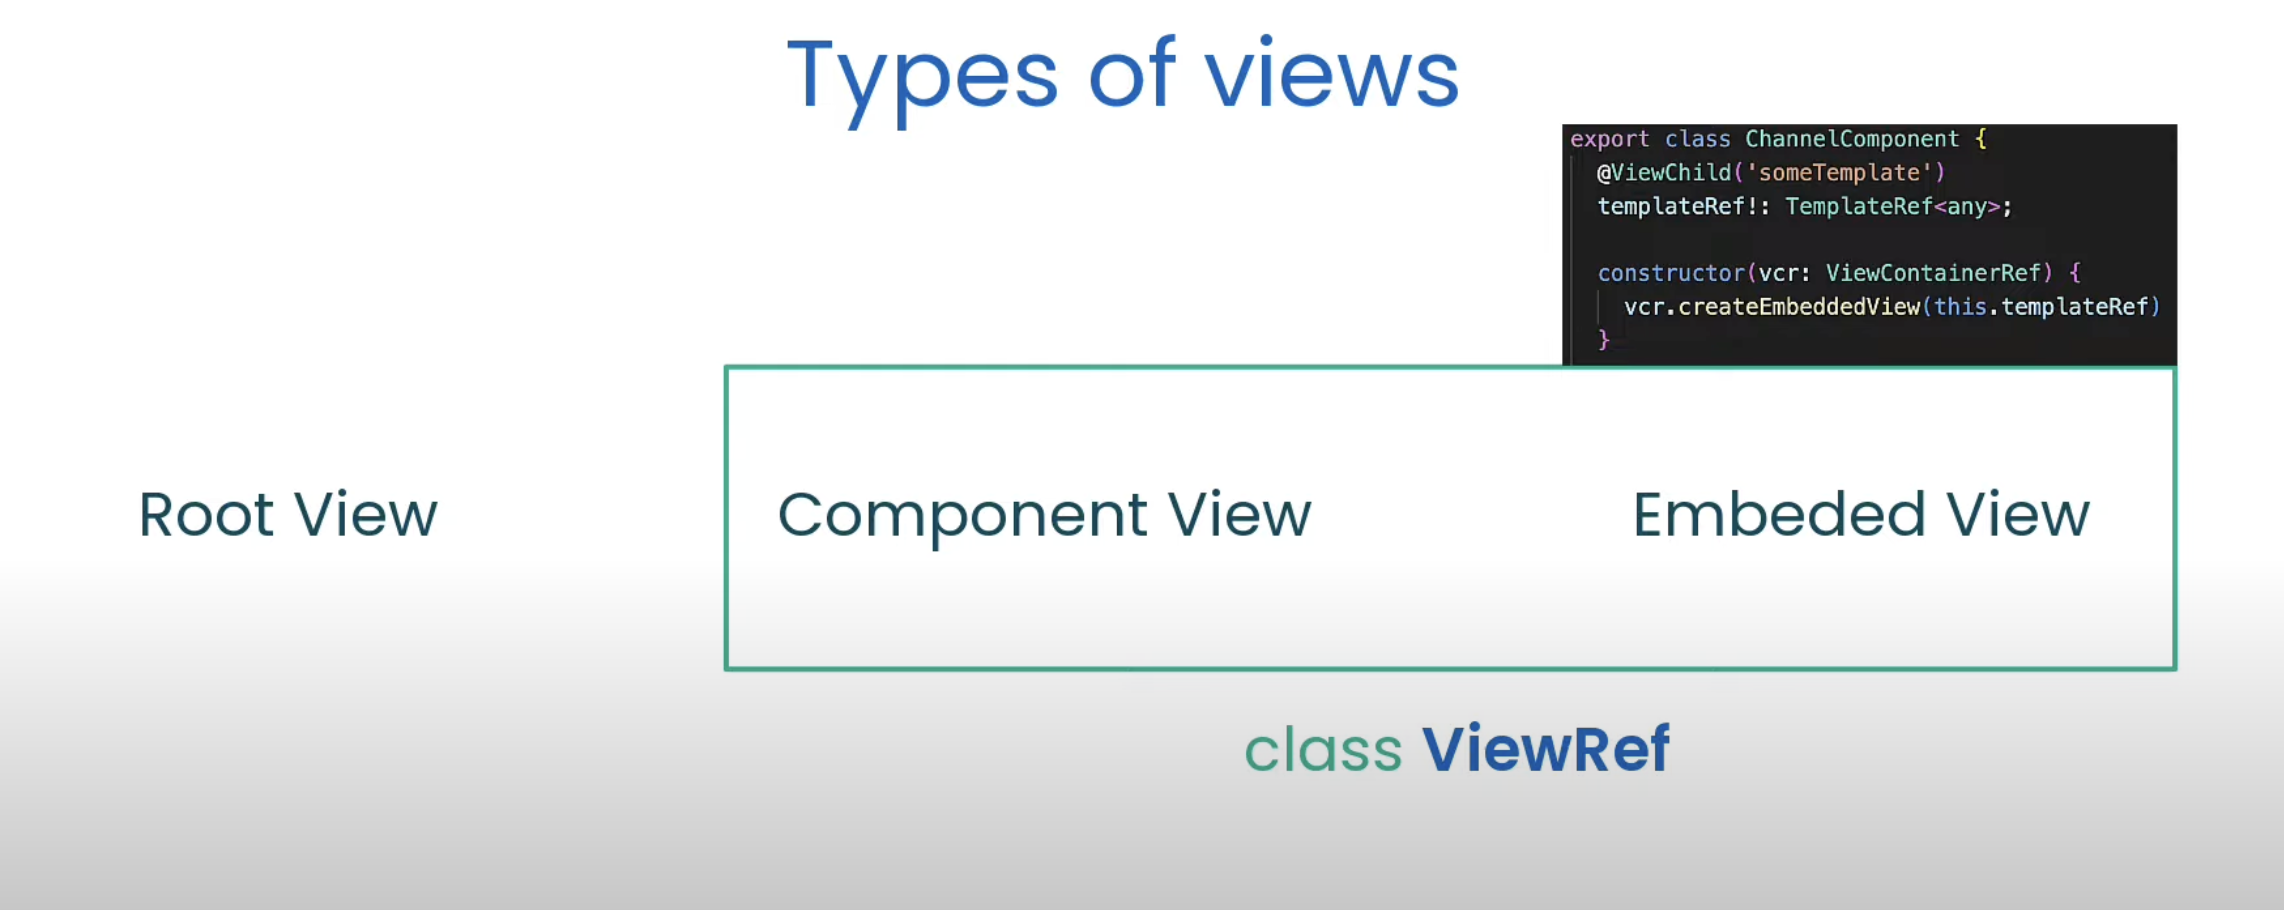 Types of views
export class ChannelComponent {
@ViewChild('someTemplate')
templateRef!: TemplateRef<any>;
constructor(vcr: ViewContainerRef) {
vcr.createEmbeddedView(this.templateRef)
}
Root View
Component View
Embeded View
class ViewRef